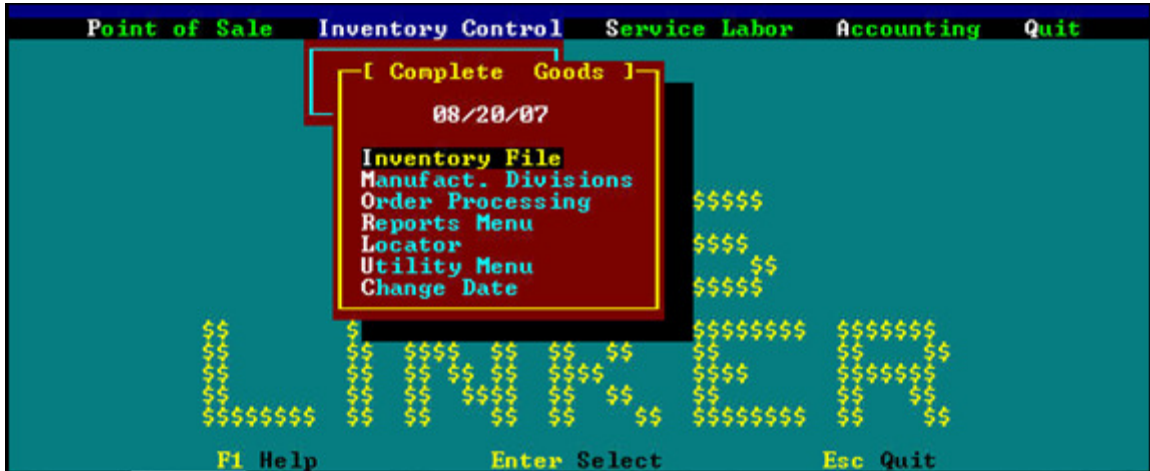 Point of Sale Inventory Control Service Labor Accounting Quit
[ Complete Goods ]
08/20/07
Inventory File
Manufact. Divisions
Order Processing
Reports Menu
Locator
Utility Menu
Change Date
LINKER
F1 Help Enter Select Esc Quit